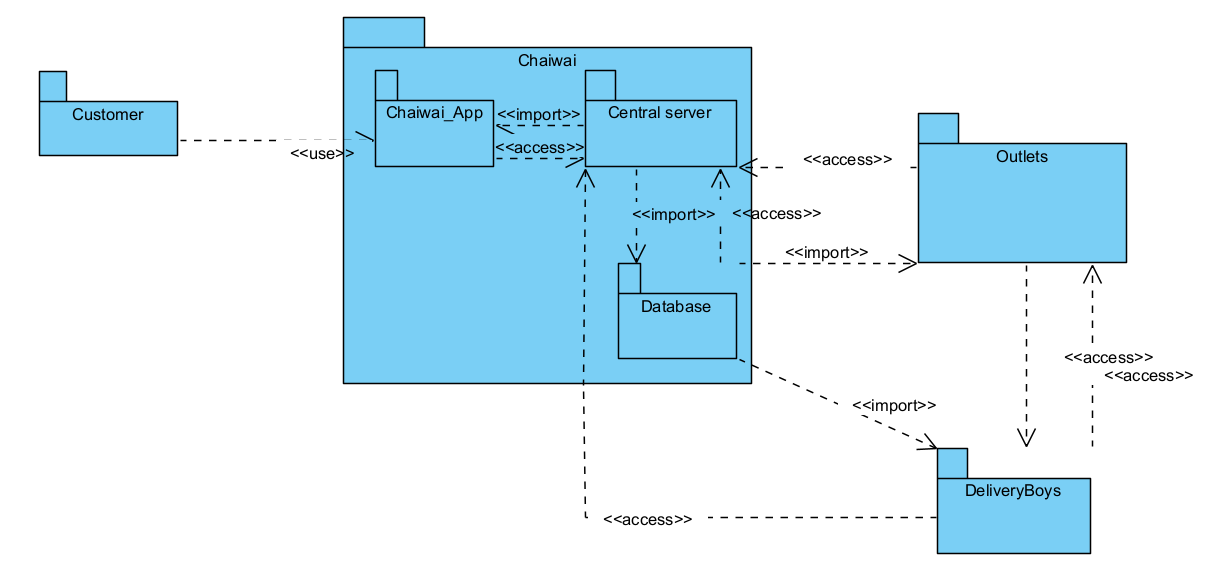 Chaiwai
Customer
Chaiwai_App
<<import>>
Central server
<<use>>
<<access>>
<<access>>
Outlets
<<import>>
<<access>>
<<import>>
Database
<<access>>
<<access>>
<<import>>
DeliveryBoys
<<access>>